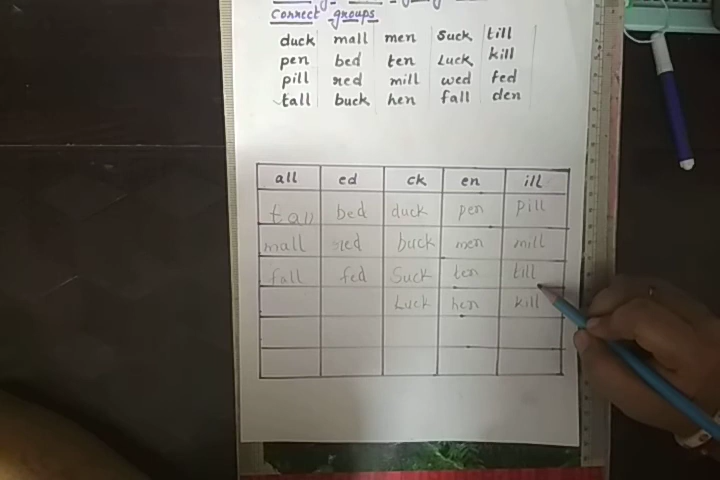 Connect groups
duck mall men suck till
pen bed ten Luck kill
pill red mill wed fed
tall buck hen fall den
all ed ck en ill
tall bed duck pen pill
mall red buck men mill
fall fed Suck ten till
Luck hen kill